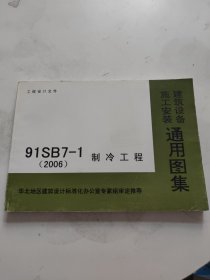 工程设计文件
91SB7-1 制冷工程
(2006)
华北地区建筑设计标准化办公室专家组审定推荐
建筑设备
施工安装
通用图集